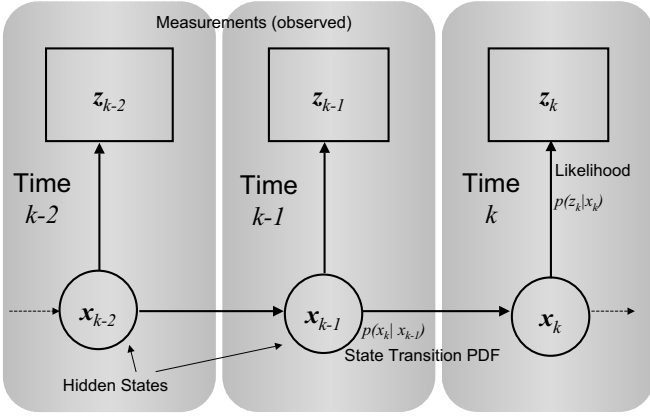 Measurements (observed)
z_{k-2}
z_{k-1}
z_k
Time
k-2
Time
k-1
Time
k
Likelihood
p(z_k|x_k)
x_{k-2}
x_{k-1}
x_k
p(x_k| x_{k-1})
State Transition PDF
Hidden States